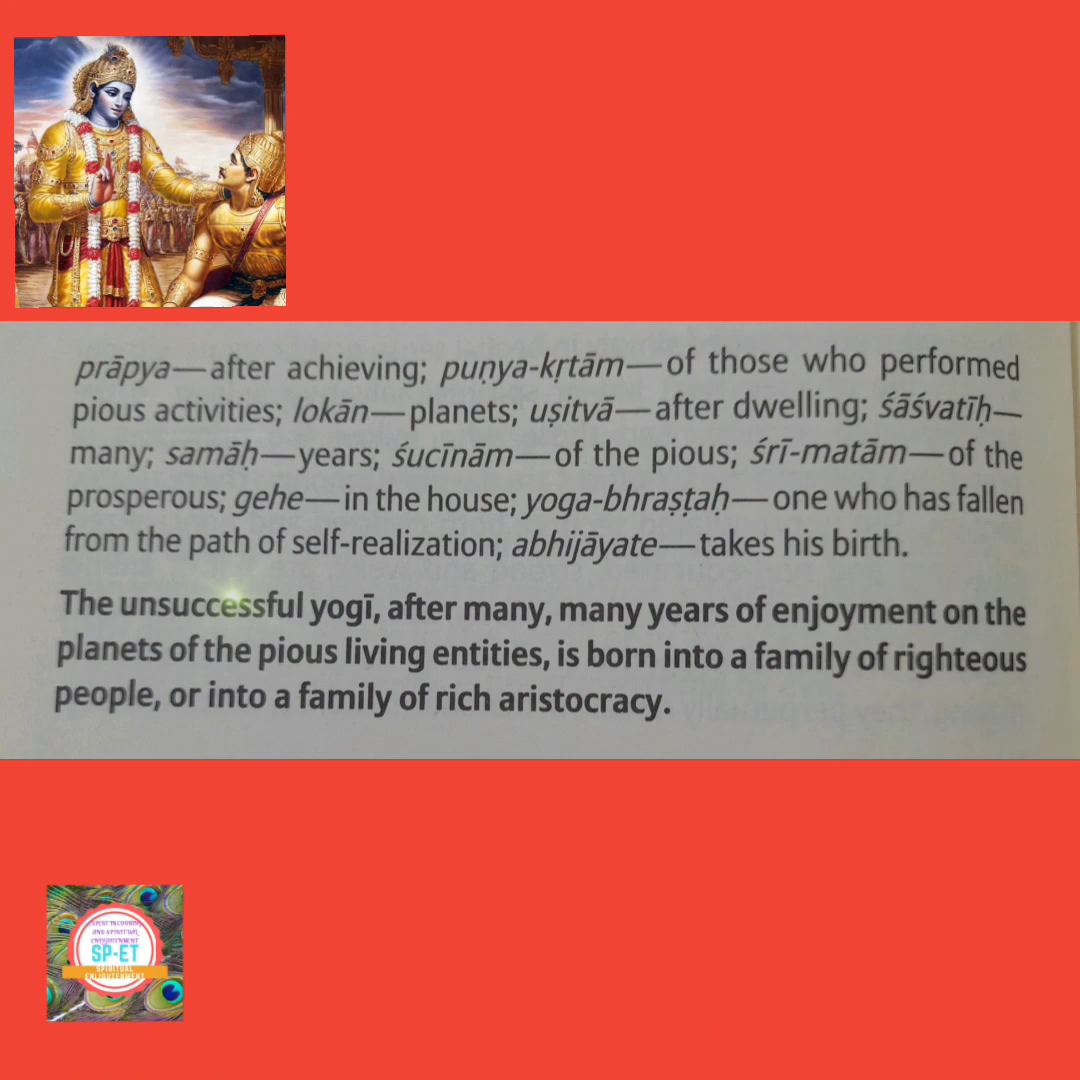 prāpya—after achieving; puṇya-kṛtām—of those who performed
pious activities; lokān—planets; uṣitvā—after dwelling; śāśvatīḥ—
many; samāḥ—years; śucīnām—of the pious; śrī-matām—of the
prosperous; gehe—in the house; yoga-bhraṣṭaḥ—one who has fallen
from the path of self-realization; abhijāyate—takes his birth.
The unsuccessful yogī, after many, many years of enjoyment on the
planets of the pious living entities, is born into a family of righteous
people, or into a family of rich aristocracy.
AND SPIRITUAL
ENLIGHTENMENT
SP-ET
SPIRITUAL
ENLIGHTENMENT